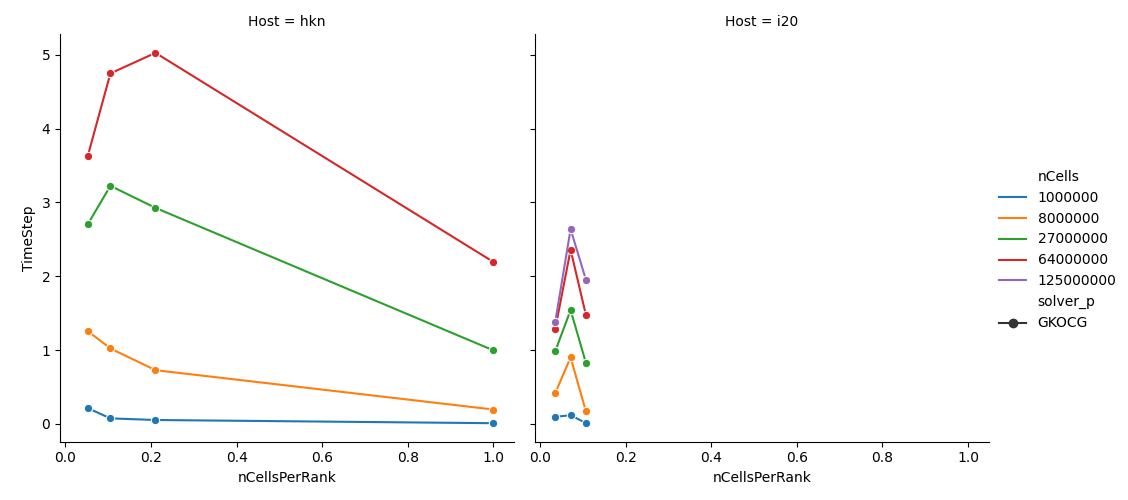 Host = hkn
Host = i20
TimeStep
5
4
3
2
1
0
0.0 0.2 0.4 0.6 0.8 1.0
nCellsPerRank
0.0 0.2 0.4 0.6 0.8 1.0
nCellsPerRank
nCells
1000000
8000000
27000000
64000000
125000000
solver_p
GKOCG